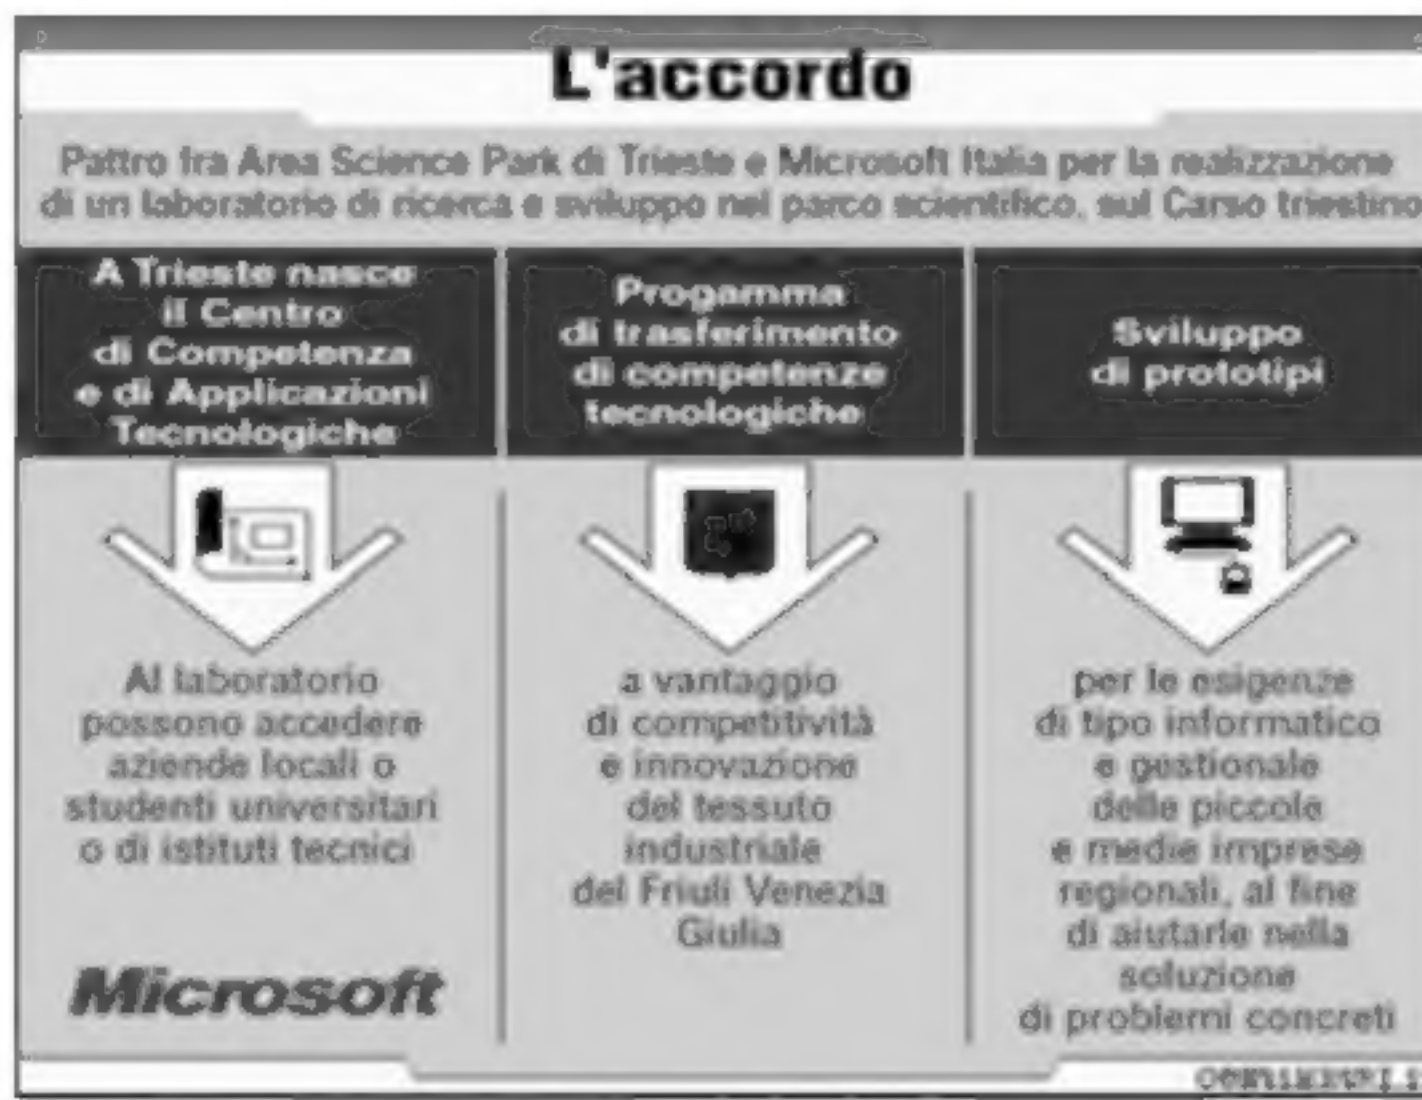 L'accordo
Pattro fra Area Science Park di Trieste e Microsoft Italia per la realizzazione
di un laboratorio di ricerca e sviluppo nel parco scientifico, sul Carso triestino
A Trieste nasce
il Centro
di Competenza
e di Applicazioni
Tecnologiche
Progamma
di trasferimento
di competenze
tecnologiche
Sviluppo
di prototipi
Al laboratorio
possono accedere
aziende locali o
studenti universitari
o di istituti tecnici
a vantaggio
di competitività
e innovazione
del tessuto
industriale
del Friuli Venezia
Giulia
per le esigenze
di tipo informatico
e gestionale
delle piccole
e medie imprese
regionali, al fine
di aiutarle nella
soluzione
di problemi concreti
Microsoft